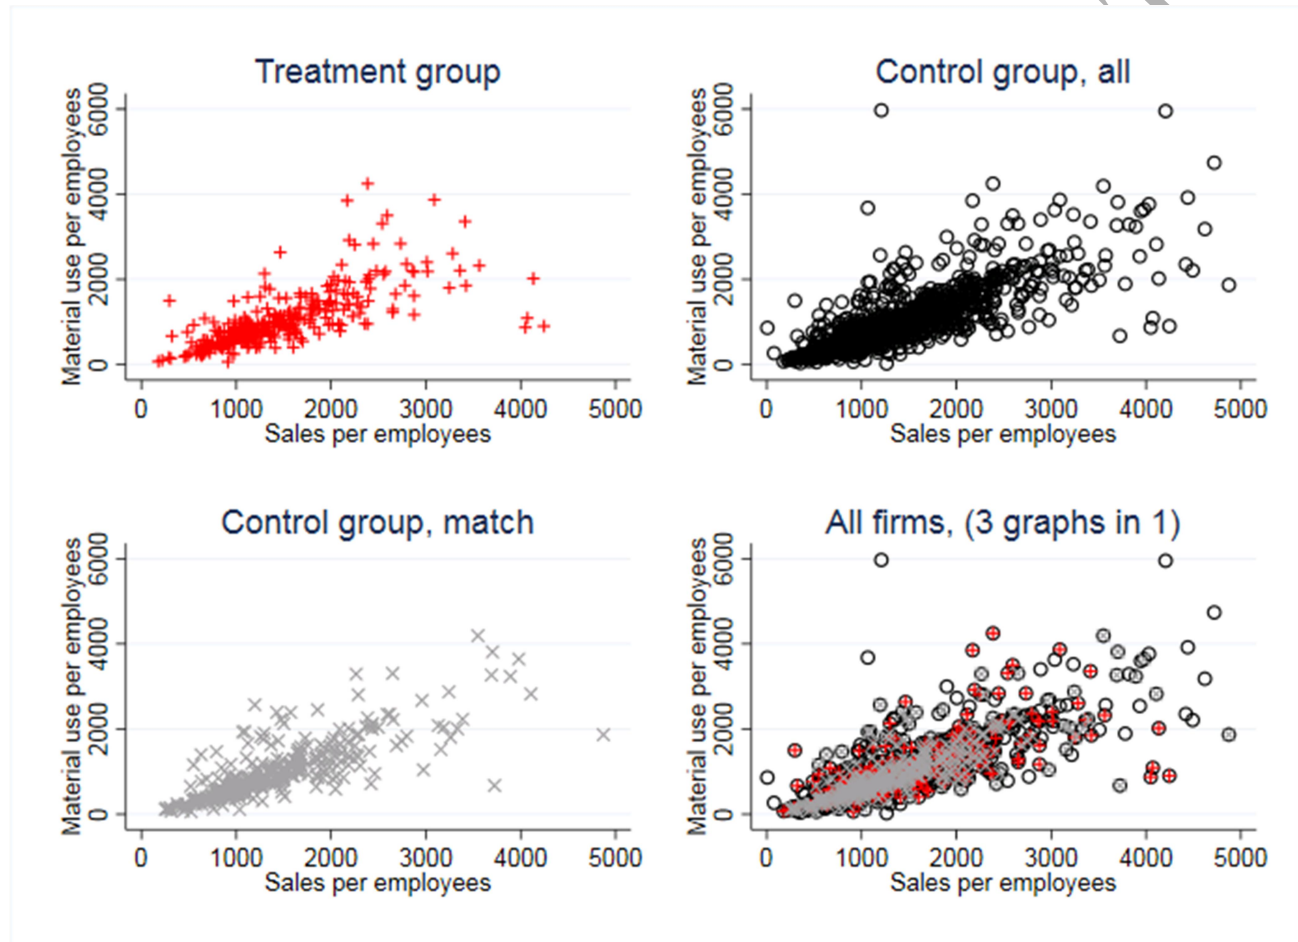 Treatment group
Material use per employees
6000
4000
2000
0
0 1000 2000 3000 4000 5000
Sales per employees
Control group, all
Material use per employees
6000
4000
2000
0
0 1000 2000 3000 4000 5000
Sales per employees
Control group, match
Material use per employees
6000
4000
2000
0
0 1000 2000 3000 4000 5000
Sales per employees
All firms, (3 graphs in 1)
Material use per employees
6000
4000
2000
0
0 1000 2000 3000 4000 5000
Sales per employees